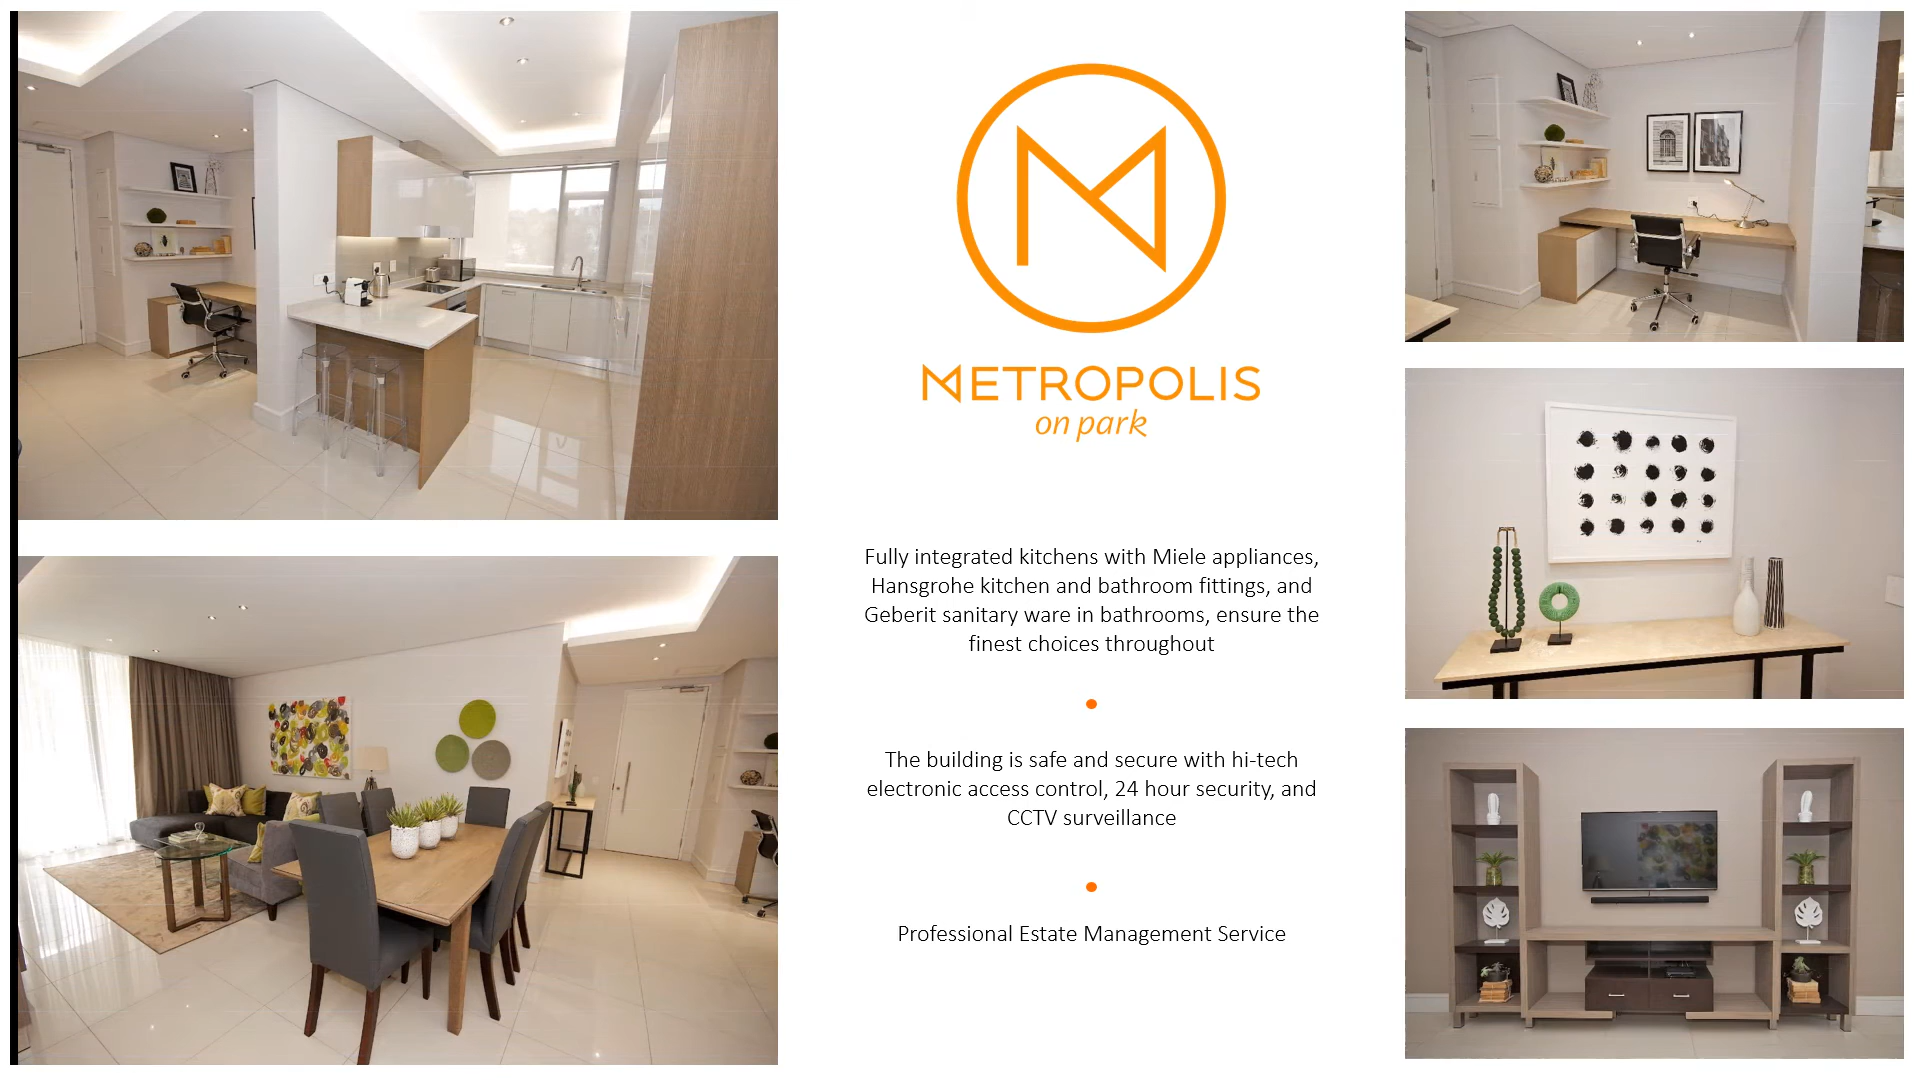 METROPOLIS
on park
Fully integrated kitchens with Miele appliances,
Hansgrohe kitchen and bathroom fittings, and
Geberit sanitary ware in bathrooms, ensure the
finest choices throughout
The building is safe and secure with hi-tech
electronic access control, 24 hour security, and
CCTV surveillance
Professional Estate Management Service